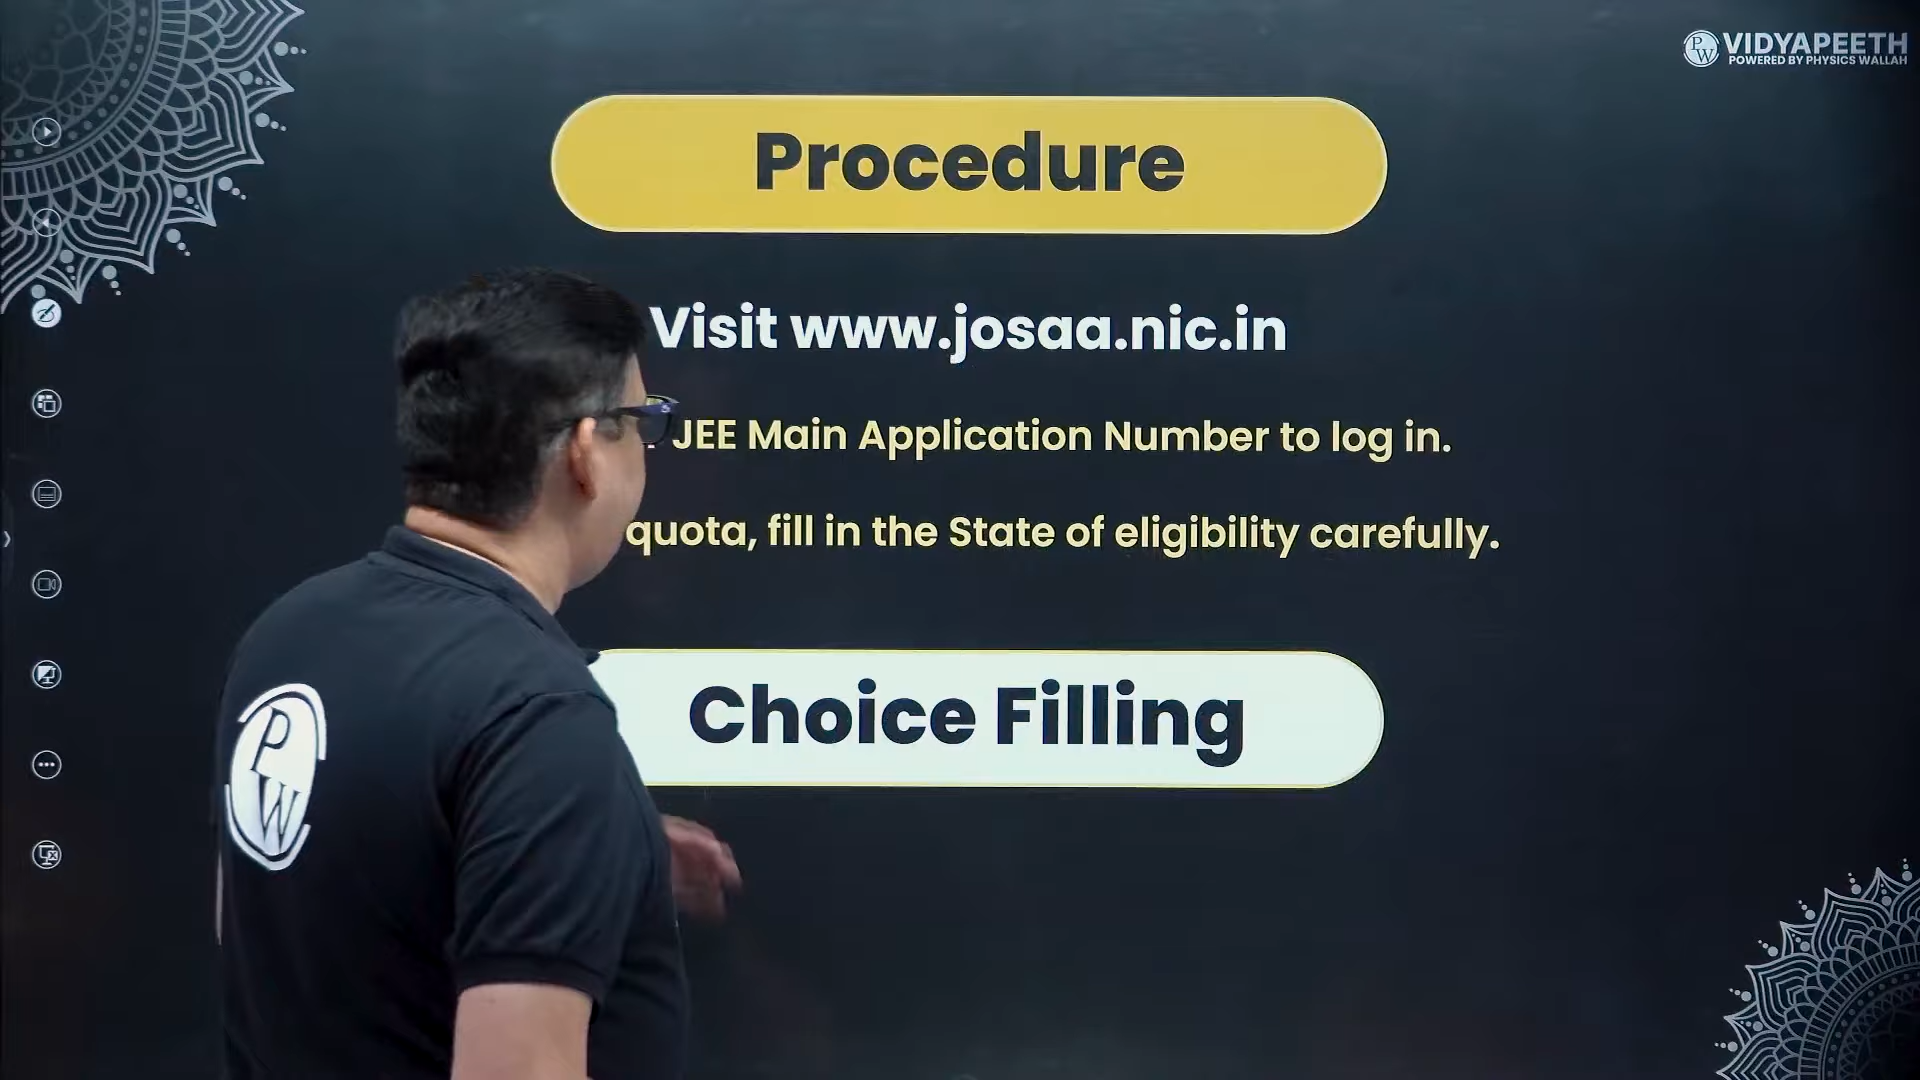 VIDYAPEETH
POWERED BY PHYSICS WALLAH
Procedure
Visit www.josaa.nic.in
JEE Main Application Number to log in.
quota, fill in the State of eligibility carefully.
Choice Filling
PW